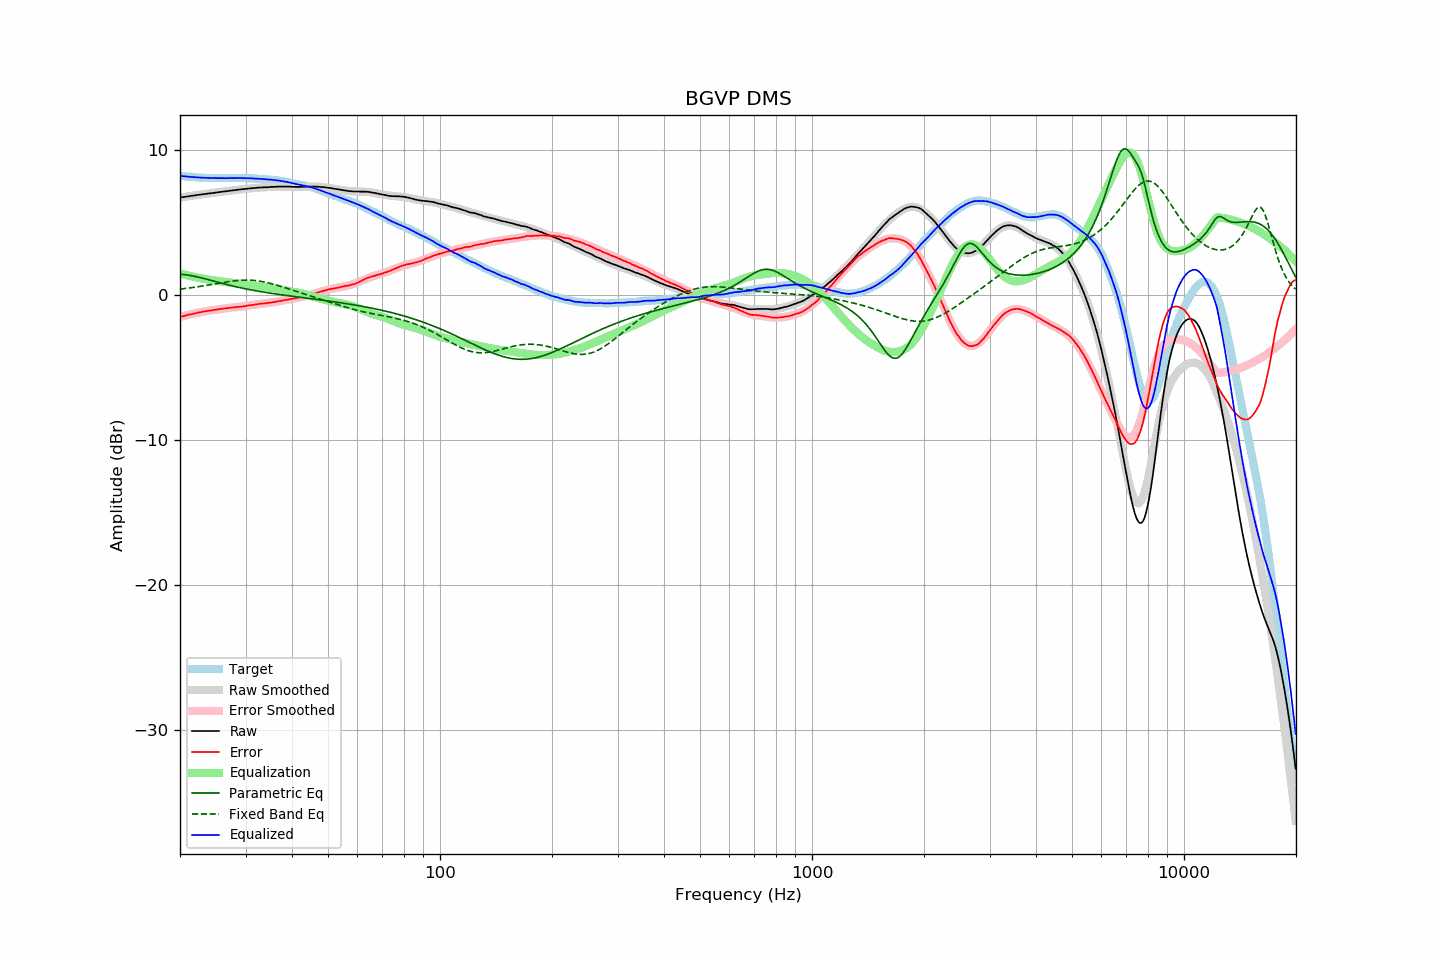 BGVP DMS
10
0
−10
−20
−30
Amplitude (dBr)
Target
Raw Smoothed
Error Smoothed
Raw
Error
Equalization
Parametric Eq
Fixed Band Eq
Equalized
100
1000
10000
Frequency (Hz)